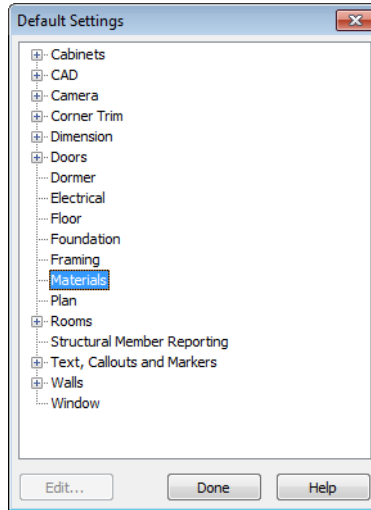 Default Settings
Cabinets
CAD
Camera
Corner Trim
Dimension
Doors
Dormer
Electrical
Floor
Foundation
Framing
Materials
Plan
Rooms
Structural Member Reporting
Text, Callouts and Markers
Walls
Window
Edit... Done Help